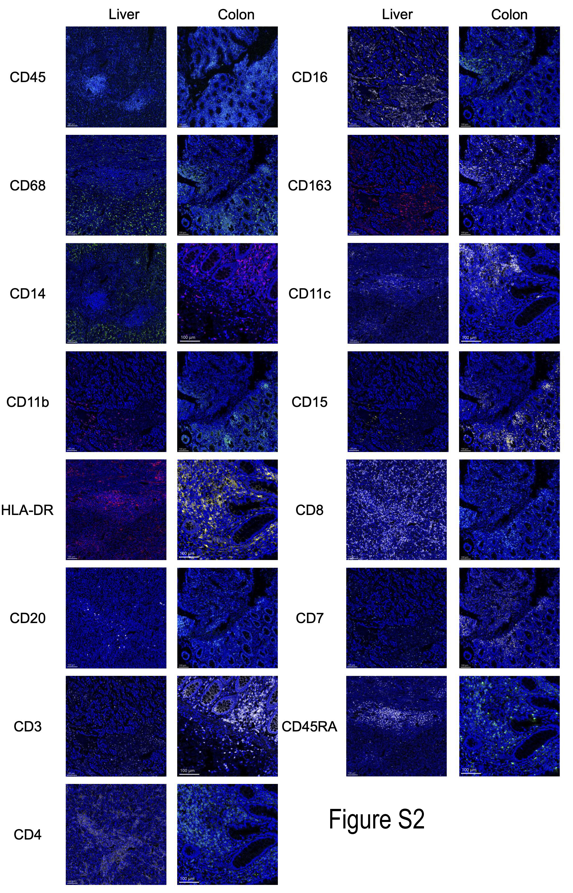 Liver Colon Liver Colon
CD45 CD16
CD68 CD163
CD14 CD11c
100 µm 100 µm
CD11b CD15
HLA-DR CD8
100 µm
CD20 CD7
CD3 CD45RA
100 µm 100 µm
CD4 Figure S2
100 µm